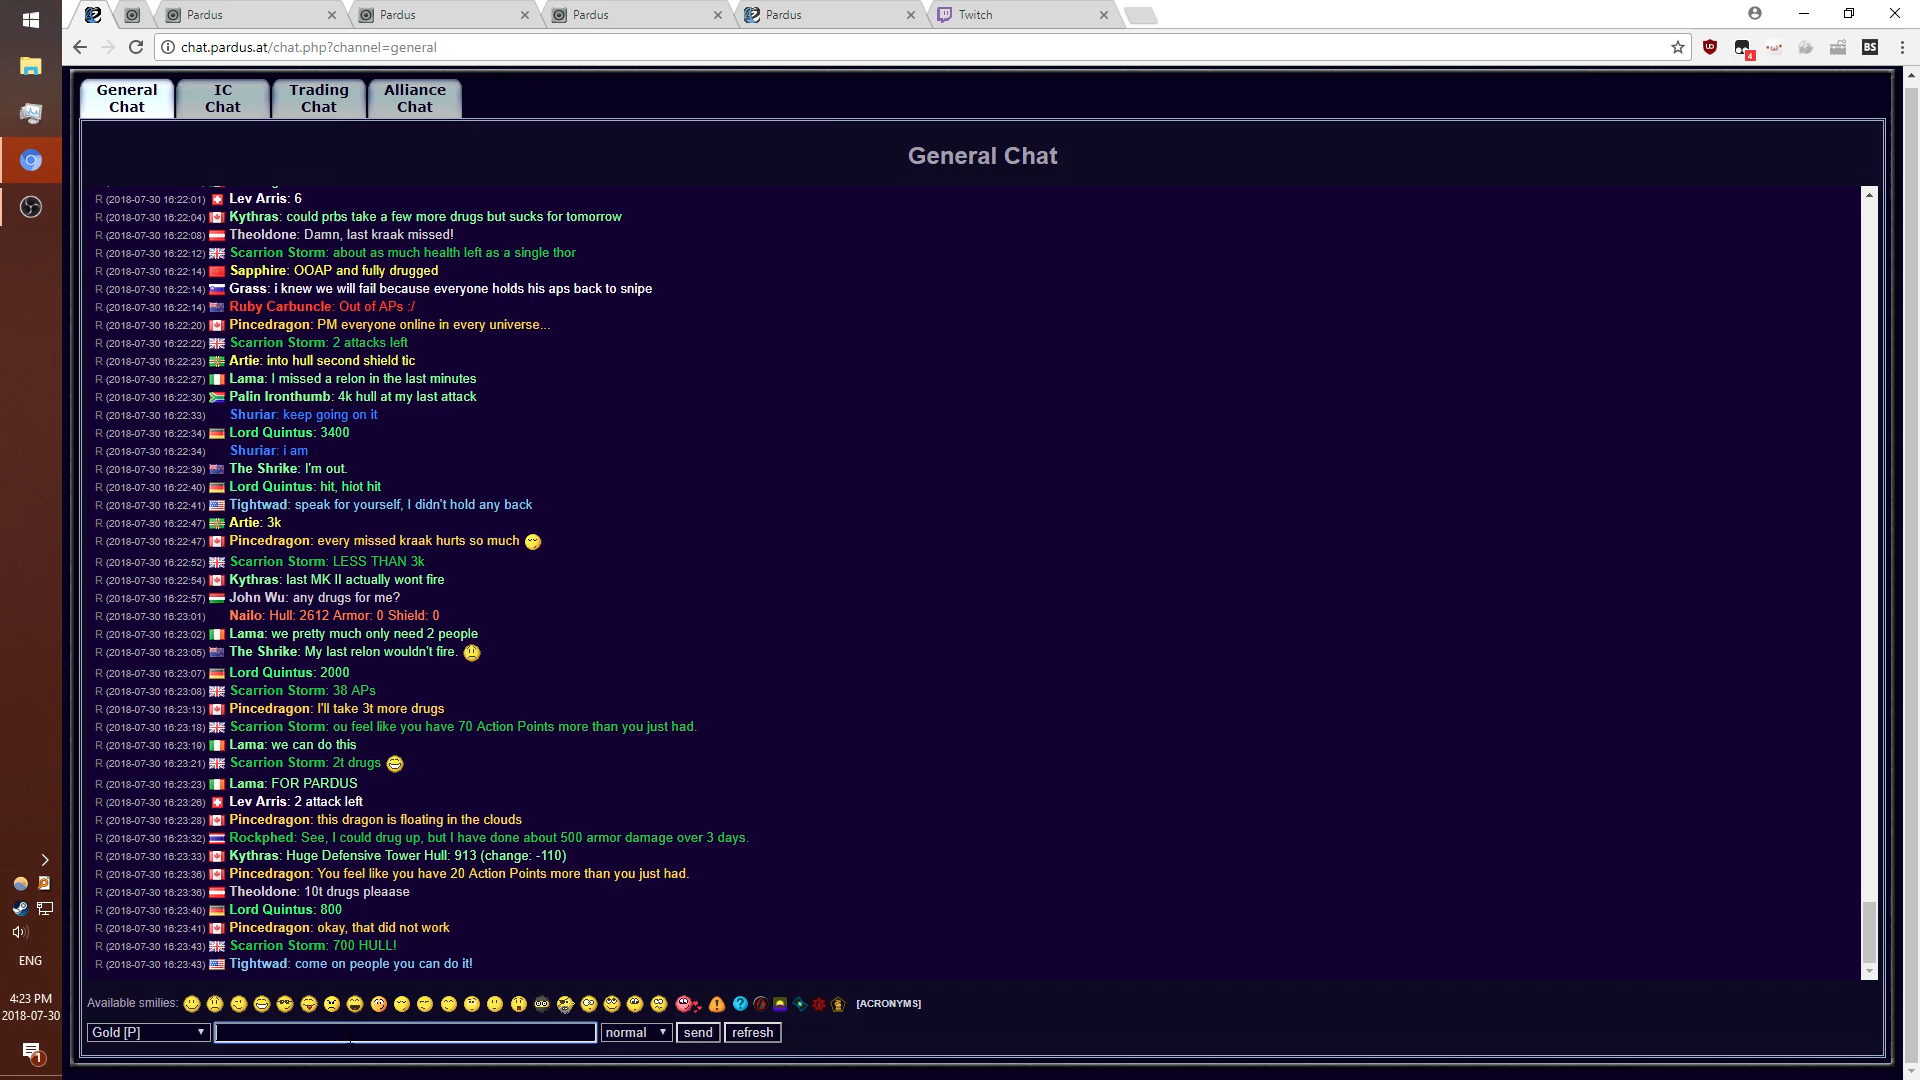 Pardus
Pardus
Pardus
Pardus
Twitch
chat.pardus.at/chat.php?channel=general
4
BS
General Chat
IC Chat
Trading Chat
Alliance Chat
General Chat
R (2018-07-30 16:22:01) Lev Arris: 6
R (2018-07-30 16:22:04) Kythras: could prbs take a few more drugs but sucks for tomorrow
R (2018-07-30 16:22:08) Theoldone: Damn, last kraak missed!
R (2018-07-30 16:22:12) Scarrion Storm: about as much health left as a single thor
R (2018-07-30 16:22:14) Sapphire: OOAP and fully drugged
R (2018-07-30 16:22:14) Grass: i knew we will fail because everyone holds his aps back to snipe
R (2018-07-30 16:22:14) Ruby Carbuncle: Out of APs :/
R (2018-07-30 16:22:20) Pincedragon: PM everyone online in every universe...
R (2018-07-30 16:22:22) Scarrion Storm: 2 attacks left
R (2018-07-30 16:22:23) Artie: into hull second shield tic
R (2018-07-30 16:22:27) Lama: I missed a relon in the last minutes
R (2018-07-30 16:22:30) Palin Ironthumb: 4k hull at my last attack
R (2018-07-30 16:22:33) Shuriar: keep going on it
R (2018-07-30 16:22:34) Lord Quintus: 3400
R (2018-07-30 16:22:34) Shuriar: i am
R (2018-07-30 16:22:39) The Shrike: I'm out.
R (2018-07-30 16:22:40) Lord Quintus: hit, hiot hit
R (2018-07-30 16:22:41) Tightwad: speak for yourself, I didn't hold any back
R (2018-07-30 16:22:47) Artie: 3k
R (2018-07-30 16:22:47) Pincedragon: every missed kraak hurts so much
R (2018-07-30 16:22:52) Scarrion Storm: LESS THAN 3k
R (2018-07-30 16:22:54) Kythras: last MK II actually wont fire
R (2018-07-30 16:22:57) John Wu: any drugs for me?
R (2018-07-30 16:23:01) Nailo: Hull: 2612 Armor: 0 Shield: 0
R (2018-07-30 16:23:02) Lama: we pretty much only need 2 people
R (2018-07-30 16:23:05) The Shrike: My last relon wouldn't fire.
R (2018-07-30 16:23:07) Lord Quintus: 2000
R (2018-07-30 16:23:08) Scarrion Storm: 38 APs
R (2018-07-30 16:23:13) Pincedragon: I'll take 3t more drugs
R (2018-07-30 16:23:18) Scarrion Storm: ou feel like you have 70 Action Points more than you just had.
R (2018-07-30 16:23:19) Lama: we can do this
R (2018-07-30 16:23:21) Scarrion Storm: 2t drugs
R (2018-07-30 16:23:23) Lama: FOR PARDUS
R (2018-07-30 16:23:26) Lev Arris: 2 attack left
R (2018-07-30 16:23:28) Pincedragon: this dragon is floating in the clouds
R (2018-07-30 16:23:32) Rockphed: See, I could drug up, but I have done about 500 armor damage over 3 days.
R (2018-07-30 16:23:33) Kythras: Huge Defensive Tower Hull: 913 (change: -110)
R (2018-07-30 16:23:36) Pincedragon: You feel like you have 20 Action Points more than you just had.
R (2018-07-30 16:23:36) Theoldone: 10t drugs pleaase
R (2018-07-30 16:23:40) Lord Quintus: 800
R (2018-07-30 16:23:41) Pincedragon: okay, that did not work
R (2018-07-30 16:23:43) Scarrion Storm: 700 HULL!
R (2018-07-30 16:23:43) Tightwad: come on people you can do it!
Available smilies: [ACRONYMS]
Gold [P] normal send refresh
ENG
4:23 PM
2018-07-30
1